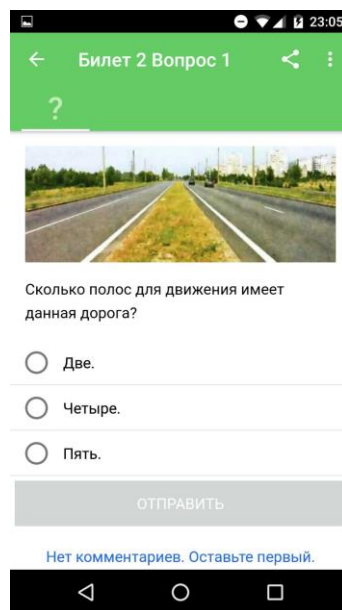 23:05
Билет 2 Вопрос 1
?
Сколько полос для движения имеет
данная дорога?
Две.
Четыре.
Пять.
ОТПРАВИТЬ
Нет комментариев. Оставьте первый.